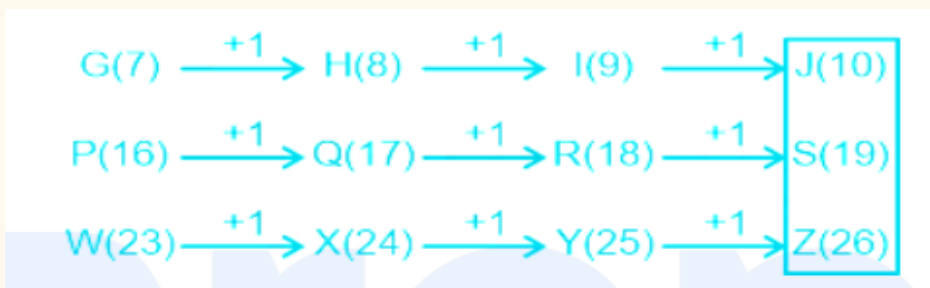 +1 +1 +1
G(7) H(8) I(9) J(10)
+1 +1 +1
P(16) Q(17) R(18) S(19)
+1 +1 +1
W(23) X(24) Y(25) Z(26)